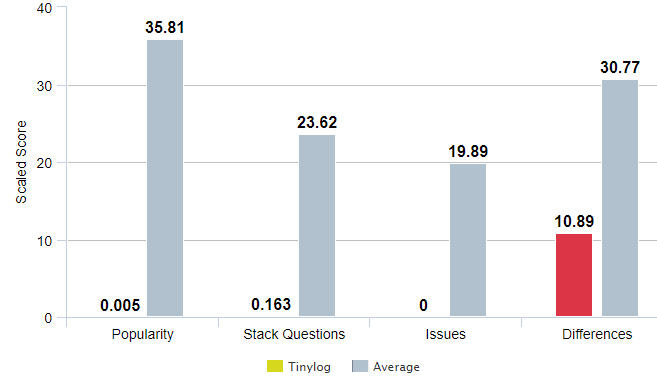 40
35.81
30.77
30
23.62
19.89
20
10.89
10
0.005
0.163
0
0
Scaled Score
Popularity
Stack Questions
Issues
Differences
Tinylog
Average